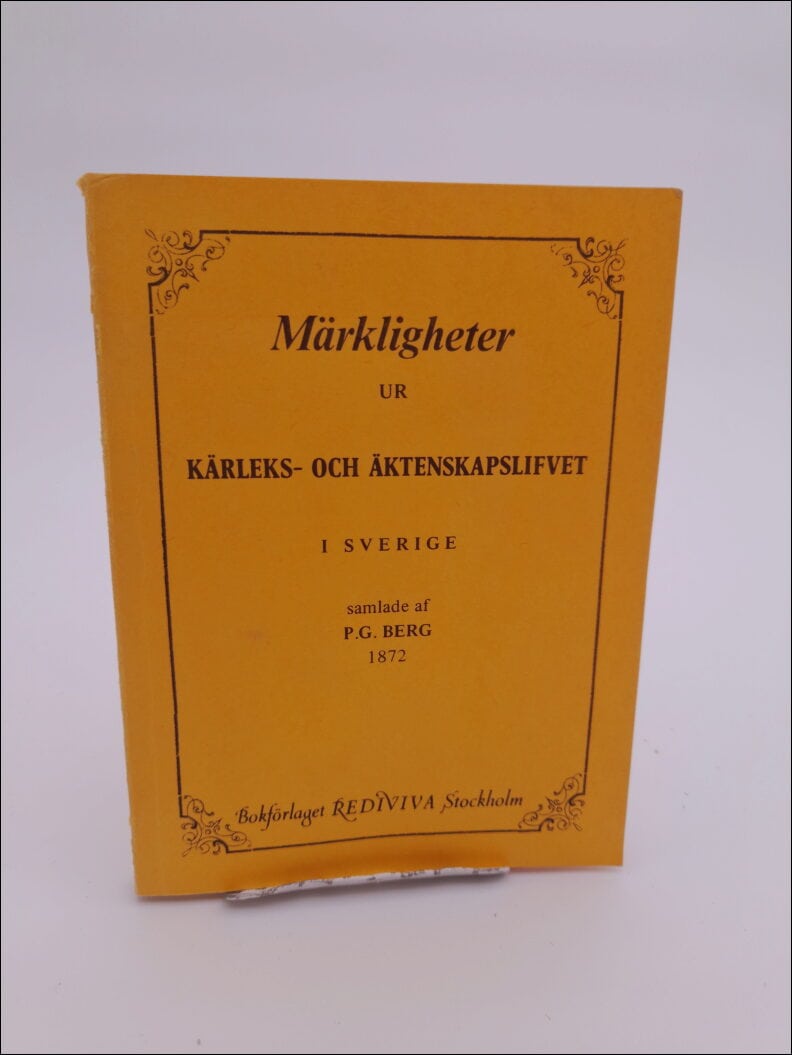 Märkligheter
UR
KÄRLEKS- OCH ÄKTENSKAPSLIFVET
I SVERIGE
samlade af
P.G. BERG
1872
Bokförlaget REDIVIVA Stockholm